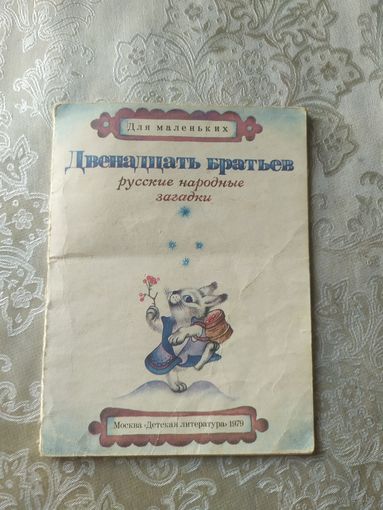 Для маленьких
Двенадцать братьев
русские народные
загадки
Москва «Детская литература» 1979